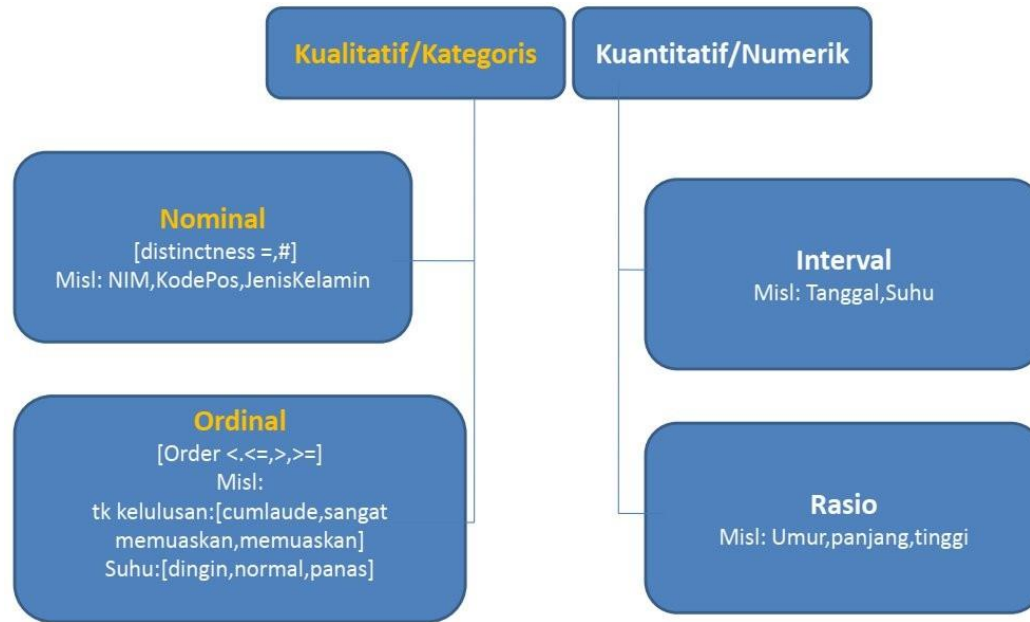 Kualitatif/Kategoris
Kuantitatif/Numerik
Nominal
[distinctness =,#]
Misl: NIM,KodePos,JenisKelamin
Interval
Misl: Tanggal,Suhu
Ordinal
[Order <.<=,>,>=]
Misl:
tk kelulusan:[cumlaude,sangat
memuaskan,memuaskan]
Suhu:[dingin,normal,panas]
Rasio
Misl: Umur,panjang,tinggi